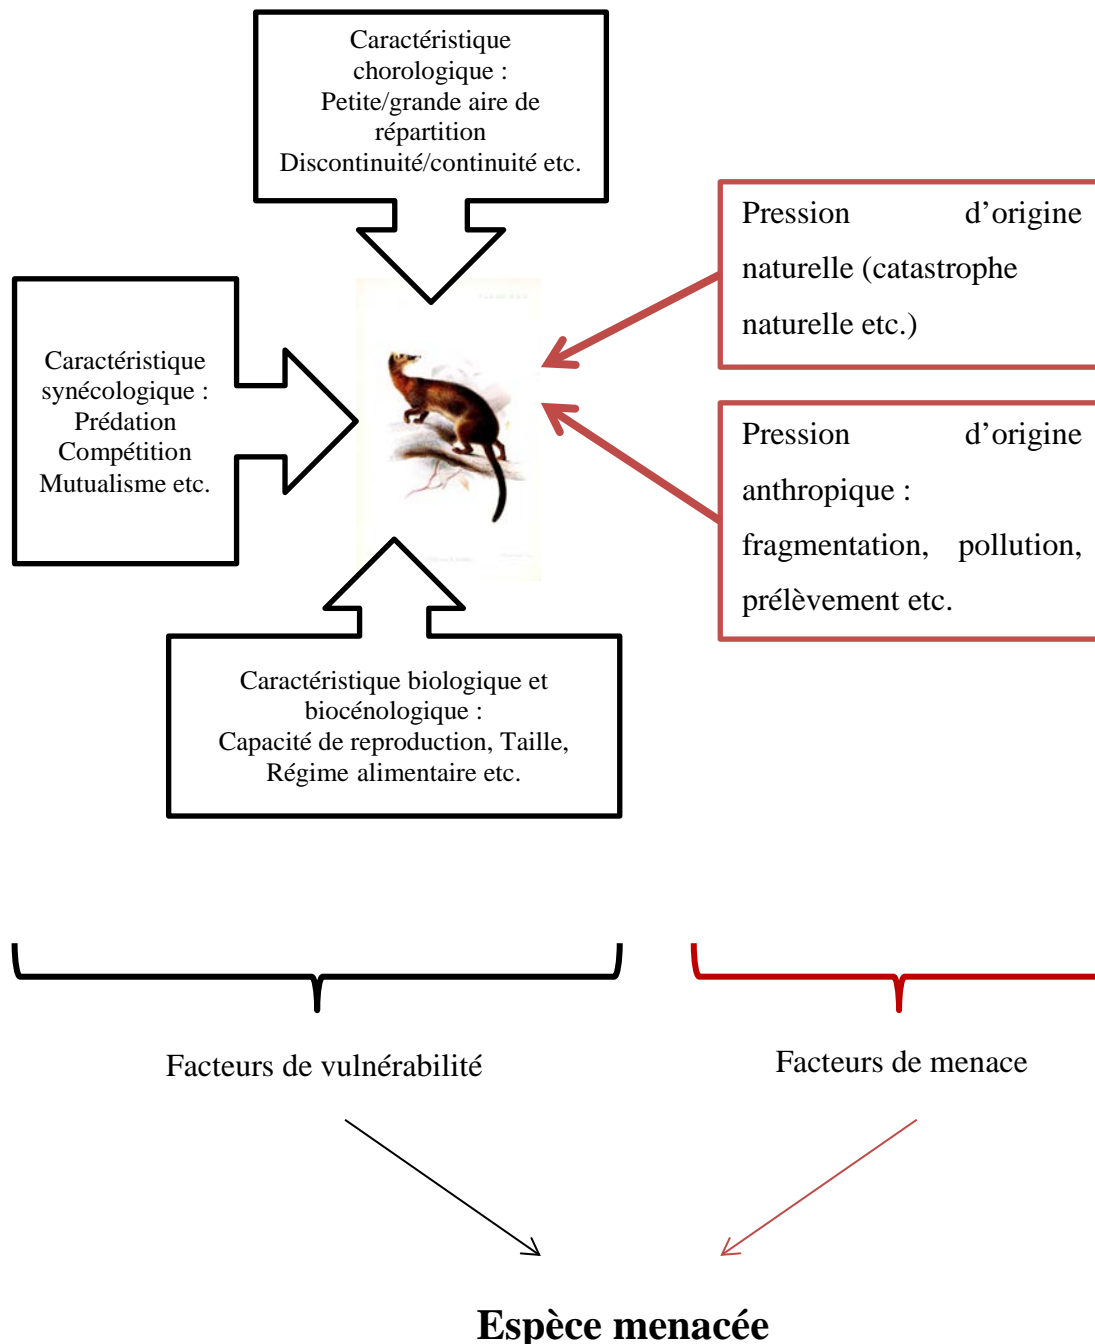 Caractéristique
chorologique :
Petite/grande aire de
répartition
Discontinuité/continuité etc.
Pression d’origine
naturelle (catastrophe
naturelle etc.)
Caractéristique
synécologique :
Prédation
Compétition
Mutualisme etc.
Pression d’origine
anthropique :
fragmentation, pollution,
prélèvement etc.
Caractéristique biologique et
biocénologique :
Capacité de reproduction, Taille,
Régime alimentaire etc.
Facteurs de vulnérabilité
Facteurs de menace
Espèce menacée